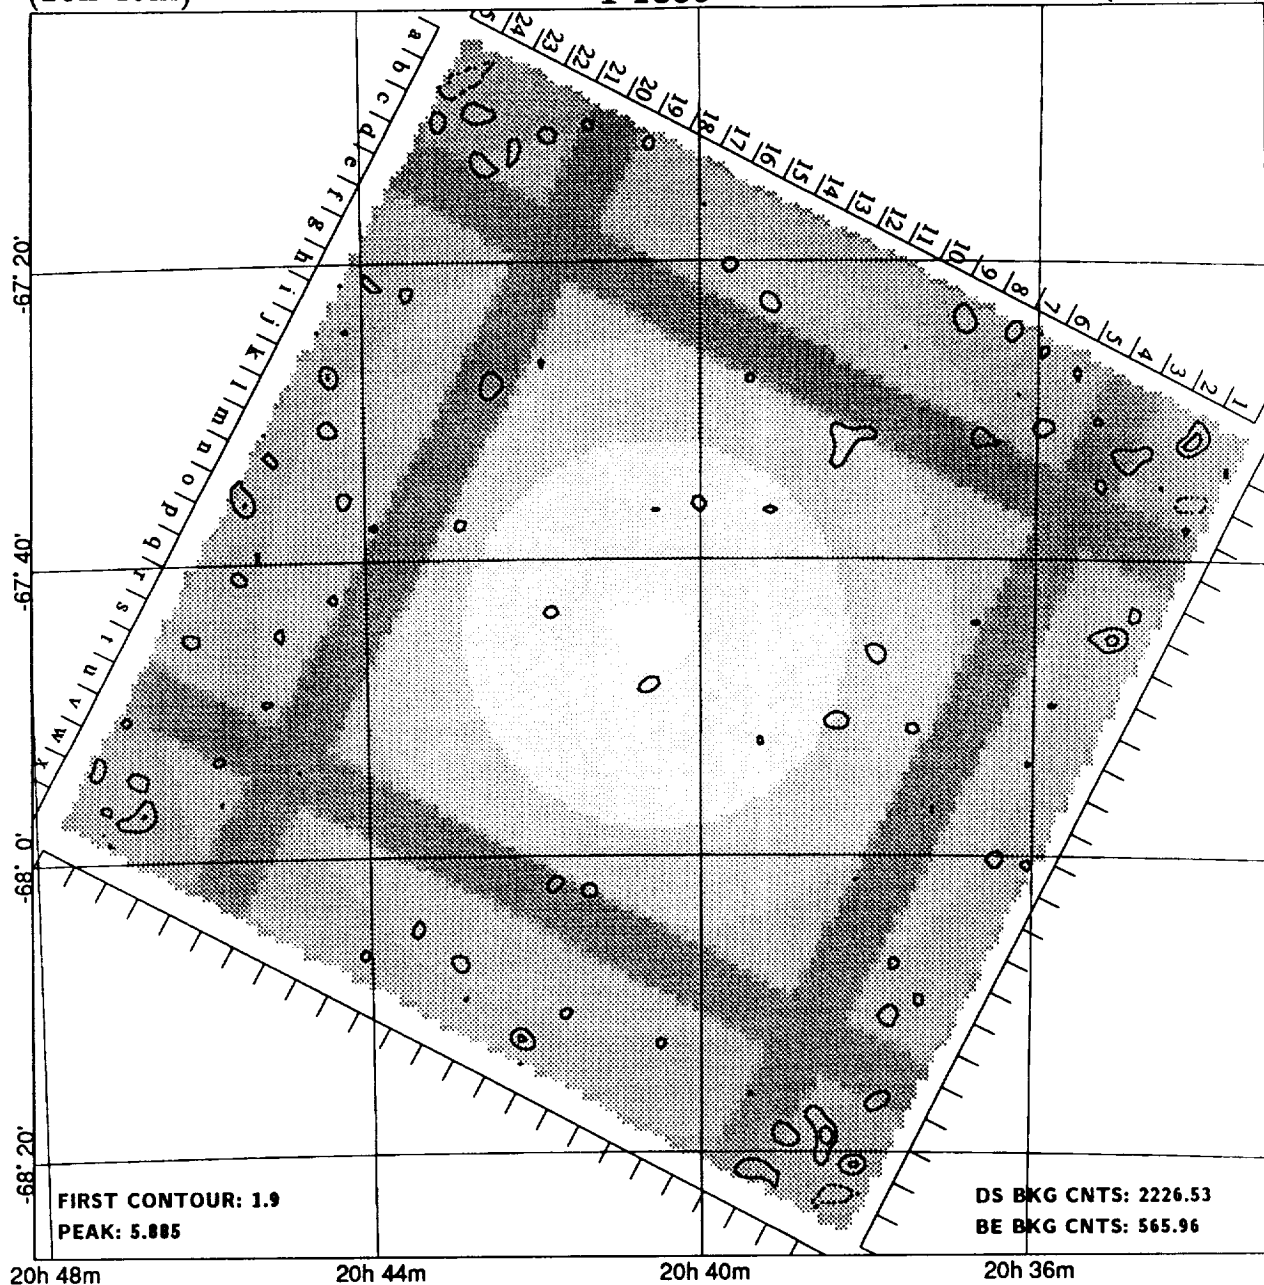 5 24 23 22 21 20 19 18 17 16 15 14 13 12 11 10 9 8 7 6 5 4 3 2 1
a b c d e f g h i j k l m n o p q r s t u v w x
-67° 20'
-67° 40'
-68° 0'
-68° 20'
FIRST CONTOUR: 1.9
PEAK: 5.885
DS BKG CNTS: 2226.53
BE BKG CNTS: 565.96
20h 48m
20h 44m
20h 40m
20h 36m